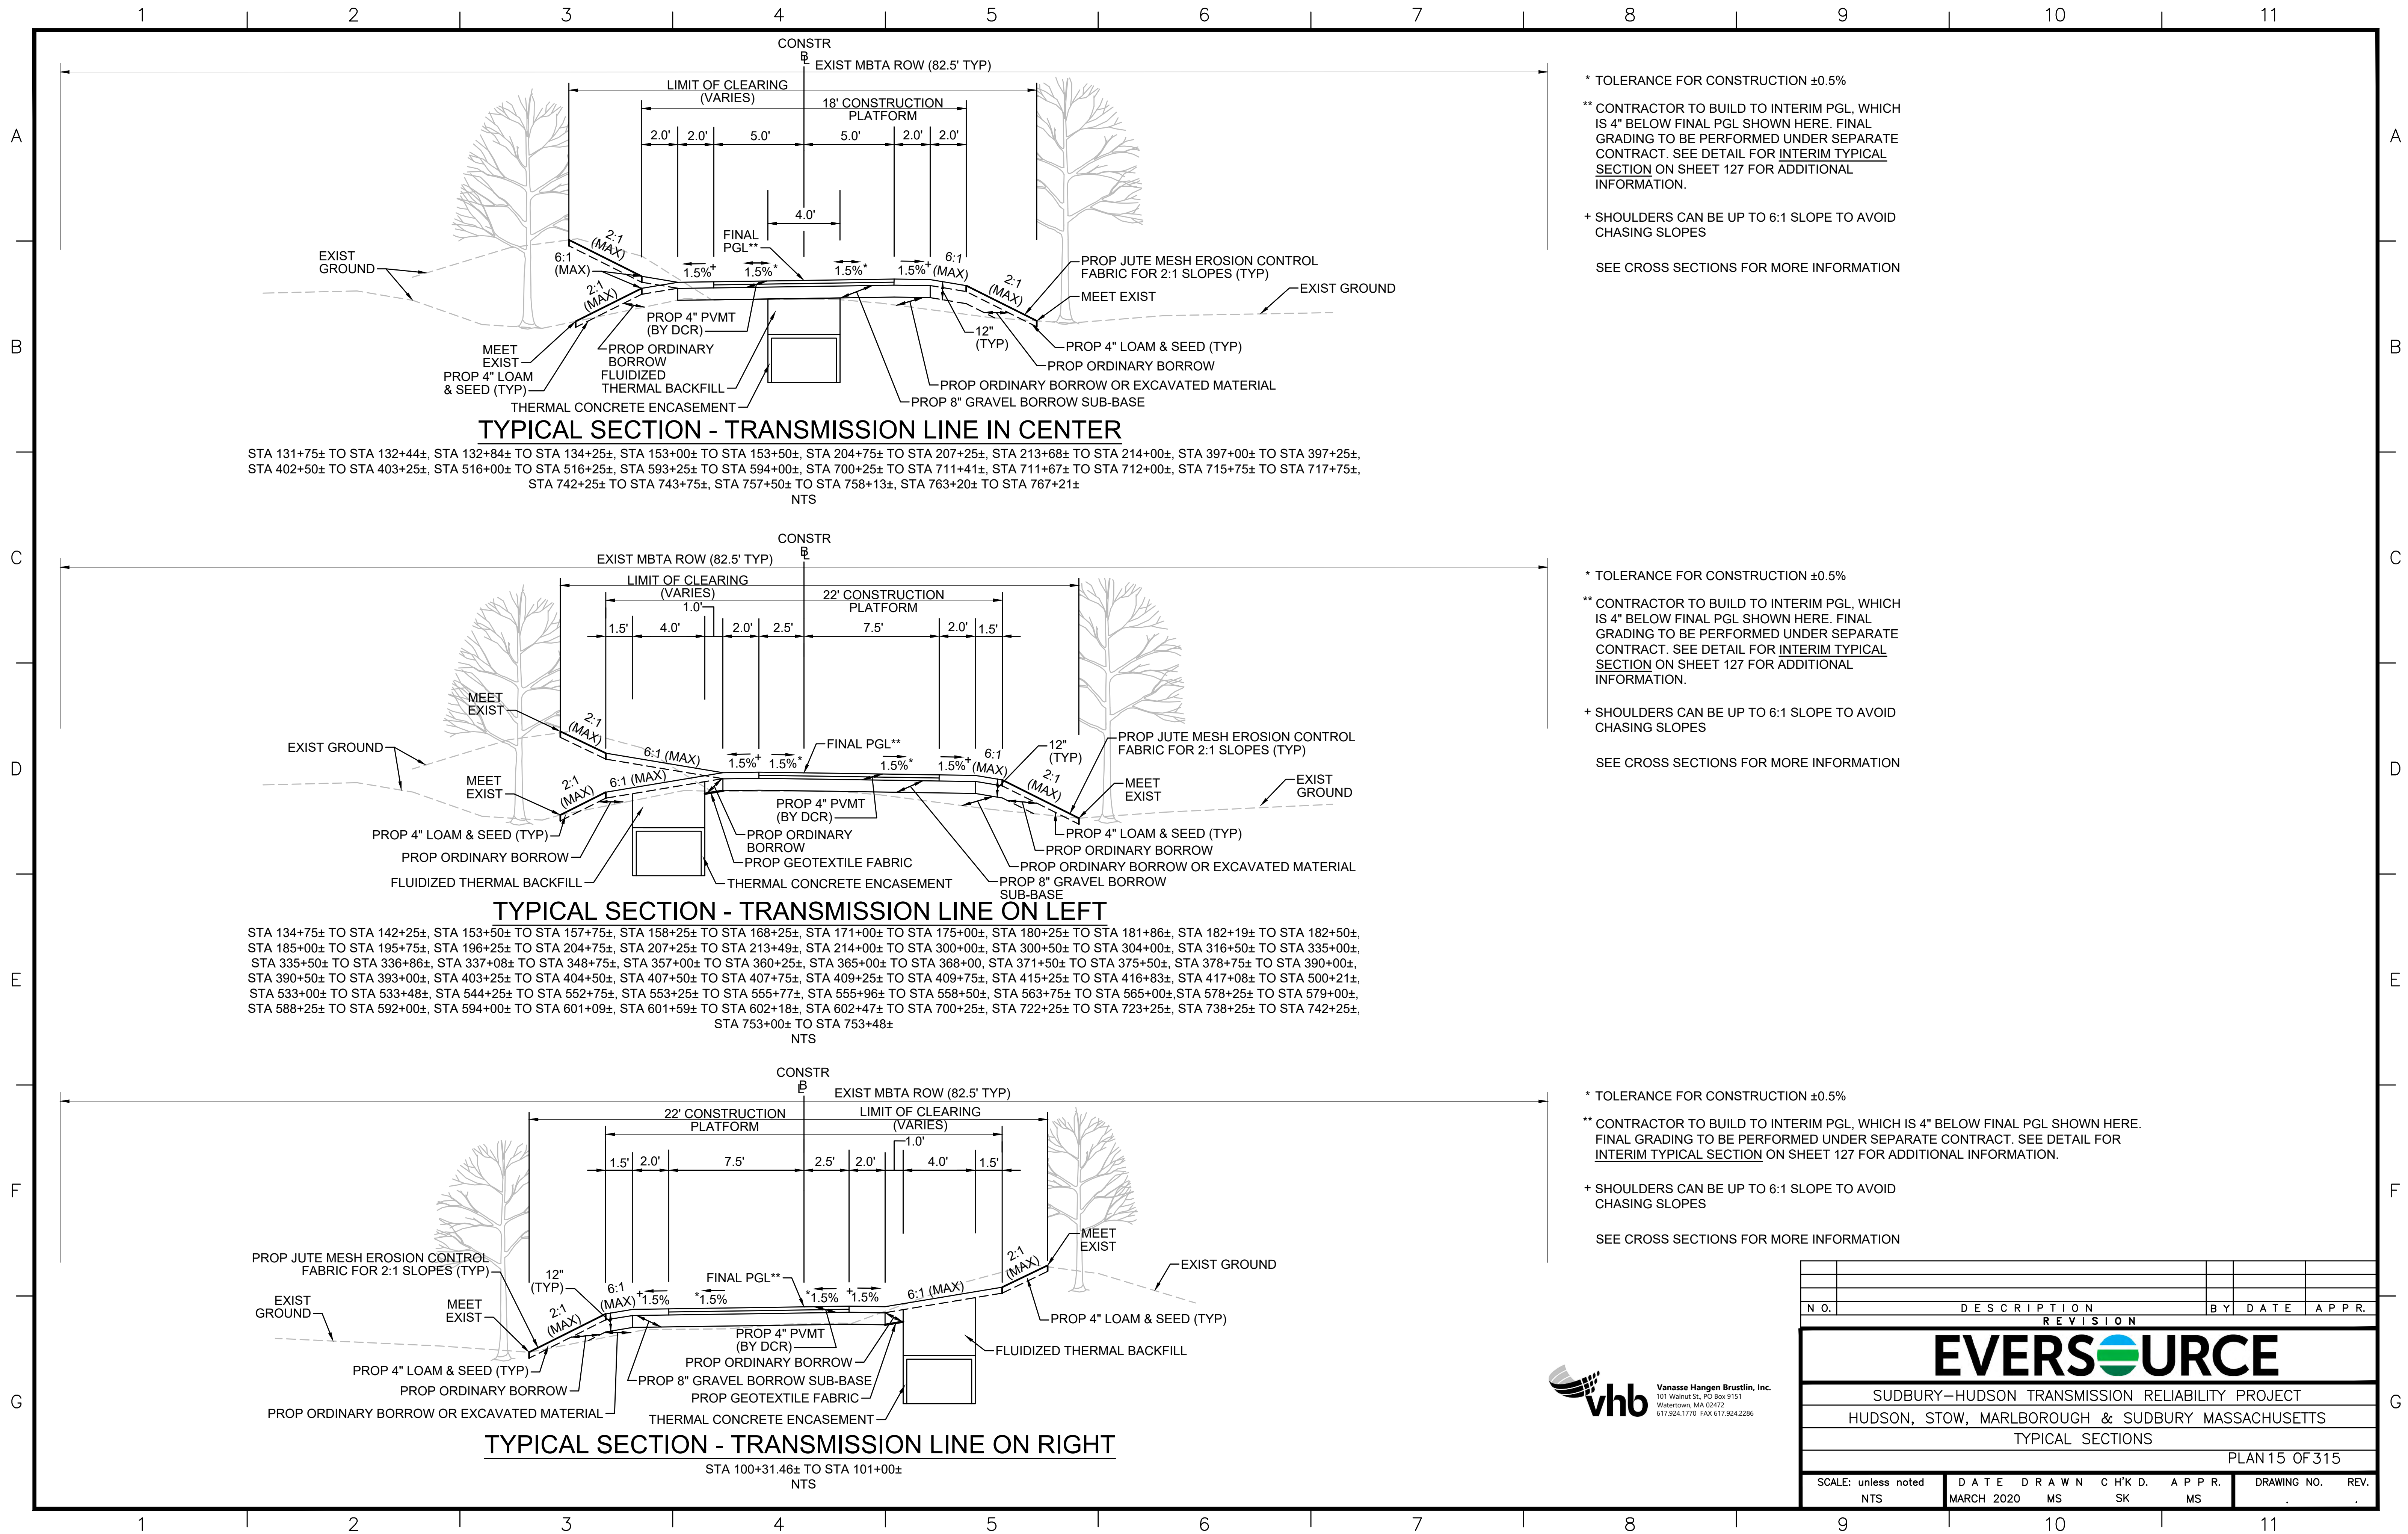 1 2 3 4 5 6 7 8 9 10 11
A
B
C
D
E
F
G
CONSTR
BL
EXIST MBTA ROW (82.5' TYP)
LIMIT OF CLEARING
(VARIES)
18' CONSTRUCTION
PLATFORM
2.0' 2.0' 5.0' 5.0' 2.0' 2.0'
4.0'
FINAL
PGL**
EXIST
GROUND
2:1
(MAX)
6:1
(MAX)
2:1
(MAX)
1.5%+ 1.5%* 1.5%* 1.5%+
6:1
(MAX)
2:1
(MAX)
PROP JUTE MESH EROSION CONTROL
FABRIC FOR 2:1 SLOPES (TYP)
MEET EXIST
EXIST GROUND
PROP 4" PVMT
(BY DCR)
12"
(TYP)
MEET
EXIST
PROP ORDINARY
BORROW
PROP 4" LOAM & SEED (TYP)
PROP ORDINARY BORROW
PROP 4" LOAM
& SEED (TYP)
FLUIDIZED
THERMAL BACKFILL
PROP ORDINARY BORROW OR EXCAVATED MATERIAL
THERMAL CONCRETE ENCASEMENT
PROP 8" GRAVEL BORROW SUB-BASE
TYPICAL SECTION - TRANSMISSION LINE IN CENTER
STA 131+75± TO STA 132+44±, STA 132+84± TO STA 134+25±, STA 153+00± TO STA 153+50±, STA 204+75± TO STA 207+25±, STA 213+68± TO STA 214+00±, STA 397+00± TO STA 397+25±,
STA 402+50± TO STA 403+25±, STA 516+00± TO STA 516+25±, STA 593+25± TO STA 594+00±, STA 700+25± TO STA 711+41±, STA 711+67± TO STA 712+00±, STA 715+75± TO STA 717+75±,
STA 742+25± TO STA 743+75±, STA 757+50± TO STA 758+13±, STA 763+20± TO STA 767+21±
NTS
* TOLERANCE FOR CONSTRUCTION ±0.5%
** CONTRACTOR TO BUILD TO INTERIM PGL, WHICH
IS 4" BELOW FINAL PGL SHOWN HERE. FINAL
GRADING TO BE PERFORMED UNDER SEPARATE
CONTRACT. SEE DETAIL FOR INTERIM TYPICAL
SECTION ON SHEET 127 FOR ADDITIONAL
INFORMATION.
+ SHOULDERS CAN BE UP TO 6:1 SLOPE TO AVOID
CHASING SLOPES
SEE CROSS SECTIONS FOR MORE INFORMATION
CONSTR
BL
EXIST MBTA ROW (82.5' TYP)
LIMIT OF CLEARING
(VARIES)
22' CONSTRUCTION
PLATFORM
1.0'
1.5' 4.0' 2.0' 2.5' 7.5' 2.0' 1.5'
MEET
EXIST
2:1
(MAX)
EXIST GROUND
6:1 (MAX)
1.5%+ 1.5%*
FINAL PGL**
1.5%* 1.5%+
6:1
(MAX)
12"
(TYP)
PROP JUTE MESH EROSION CONTROL
FABRIC FOR 2:1 SLOPES (TYP)
MEET
EXIST
2:1
(MAX)
6:1 (MAX)
2:1
(MAX)
MEET
EXIST
EXIST
GROUND
PROP 4" PVMT
(BY DCR)
PROP 4" LOAM & SEED (TYP)
PROP ORDINARY
BORROW
PROP 4" LOAM & SEED (TYP)
PROP ORDINARY BORROW
PROP ORDINARY BORROW
PROP GEOTEXTILE FABRIC
PROP ORDINARY BORROW OR EXCAVATED MATERIAL
FLUIDIZED THERMAL BACKFILL
THERMAL CONCRETE ENCASEMENT
PROP 8" GRAVEL BORROW
SUB-BASE
TYPICAL SECTION - TRANSMISSION LINE ON LEFT
STA 134+75± TO STA 142+25±, STA 153+50± TO STA 157+75±, STA 158+25± TO STA 168+25±, STA 171+00± TO STA 175+00±, STA 180+25± TO STA 181+86±, STA 182+19± TO STA 182+50±,
STA 185+00± TO STA 195+75±, STA 196+25± TO STA 204+75±, STA 207+25± TO STA 213+49±, STA 214+00± TO STA 300+00±, STA 300+50± TO STA 304+00±, STA 316+50± TO STA 335+00±,
STA 335+50± TO STA 336+86±, STA 337+08± TO STA 348+75±, STA 357+00± TO STA 360+25±, STA 365+00± TO STA 368+00, STA 371+50± TO STA 375+50±, STA 378+75± TO STA 390+00±,
STA 390+50± TO STA 393+00±, STA 403+25± TO STA 404+50±, STA 407+50± TO STA 407+75±, STA 409+25± TO STA 409+75±, STA 415+25± TO STA 416+83±, STA 417+08± TO STA 500+21±,
STA 533+00± TO STA 533+48±, STA 544+25± TO STA 552+75±, STA 553+25± TO STA 555+77±, STA 555+96± TO STA 558+50±, STA 563+75± TO STA 565+00±,STA 578+25± TO STA 579+00±,
STA 588+25± TO STA 592+00±, STA 594+00± TO STA 601+09±, STA 601+59± TO STA 602+18±, STA 602+47± TO STA 700+25±, STA 722+25± TO STA 723+25±, STA 738+25± TO STA 742+25±,
STA 753+00± TO STA 753+48±
NTS
* TOLERANCE FOR CONSTRUCTION ±0.5%
** CONTRACTOR TO BUILD TO INTERIM PGL, WHICH
IS 4" BELOW FINAL PGL SHOWN HERE. FINAL
GRADING TO BE PERFORMED UNDER SEPARATE
CONTRACT. SEE DETAIL FOR INTERIM TYPICAL
SECTION ON SHEET 127 FOR ADDITIONAL
INFORMATION.
+ SHOULDERS CAN BE UP TO 6:1 SLOPE TO AVOID
CHASING SLOPES
SEE CROSS SECTIONS FOR MORE INFORMATION
CONSTR
BL
EXIST MBTA ROW (82.5' TYP)
22' CONSTRUCTION
PLATFORM
LIMIT OF CLEARING
(VARIES)
1.0'
1.5' 2.0' 7.5' 2.5' 2.0' 4.0' 1.5'
PROP JUTE MESH EROSION CONTROL
FABRIC FOR 2:1 SLOPES (TYP)
12"
(TYP)
6:1
(MAX)
+1.5% *1.5%
FINAL PGL**
*1.5% +1.5%
6:1 (MAX)
2:1
(MAX)
MEET
EXIST
EXIST GROUND
EXIST
GROUND
MEET
EXIST
2:1
(MAX)
PROP 4" PVMT
(BY DCR)
PROP 4" LOAM & SEED (TYP)
PROP 4" LOAM & SEED (TYP)
PROP ORDINARY BORROW
FLUIDIZED THERMAL BACKFILL
PROP ORDINARY BORROW
PROP 8" GRAVEL BORROW SUB-BASE
PROP GEOTEXTILE FABRIC
PROP ORDINARY BORROW OR EXCAVATED MATERIAL
THERMAL CONCRETE ENCASEMENT
TYPICAL SECTION - TRANSMISSION LINE ON RIGHT
STA 100+31.46± TO STA 101+00±
NTS
* TOLERANCE FOR CONSTRUCTION ±0.5%
** CONTRACTOR TO BUILD TO INTERIM PGL, WHICH IS 4" BELOW FINAL PGL SHOWN HERE.
FINAL GRADING TO BE PERFORMED UNDER SEPARATE CONTRACT. SEE DETAIL FOR
INTERIM TYPICAL SECTION ON SHEET 127 FOR ADDITIONAL INFORMATION.
+ SHOULDERS CAN BE UP TO 6:1 SLOPE TO AVOID
CHASING SLOPES
SEE CROSS SECTIONS FOR MORE INFORMATION
vhb
Vanasse Hangen Brustlin, Inc.
101 Walnut St., PO Box 9151
Watertown, MA 02472
617.924.1770 FAX 617.924.2286
NO. DESCRIPTION BY DATE APPR.
REVISION
EVERSOURCE
SUDBURY-HUDSON TRANSMISSION RELIABILITY PROJECT
HUDSON, STOW, MARLBOROUGH & SUDBURY MASSACHUSETTS
TYPICAL SECTIONS
PLAN 15 OF 315
SCALE: unless noted DATE DRAWN CH'KD. APPR. DRAWING NO. REV.
NTS MARCH 2020 MS SK MS . .
A
B
C
D
E
F
G
1 2 3 4 5 6 7 8 9 10 11